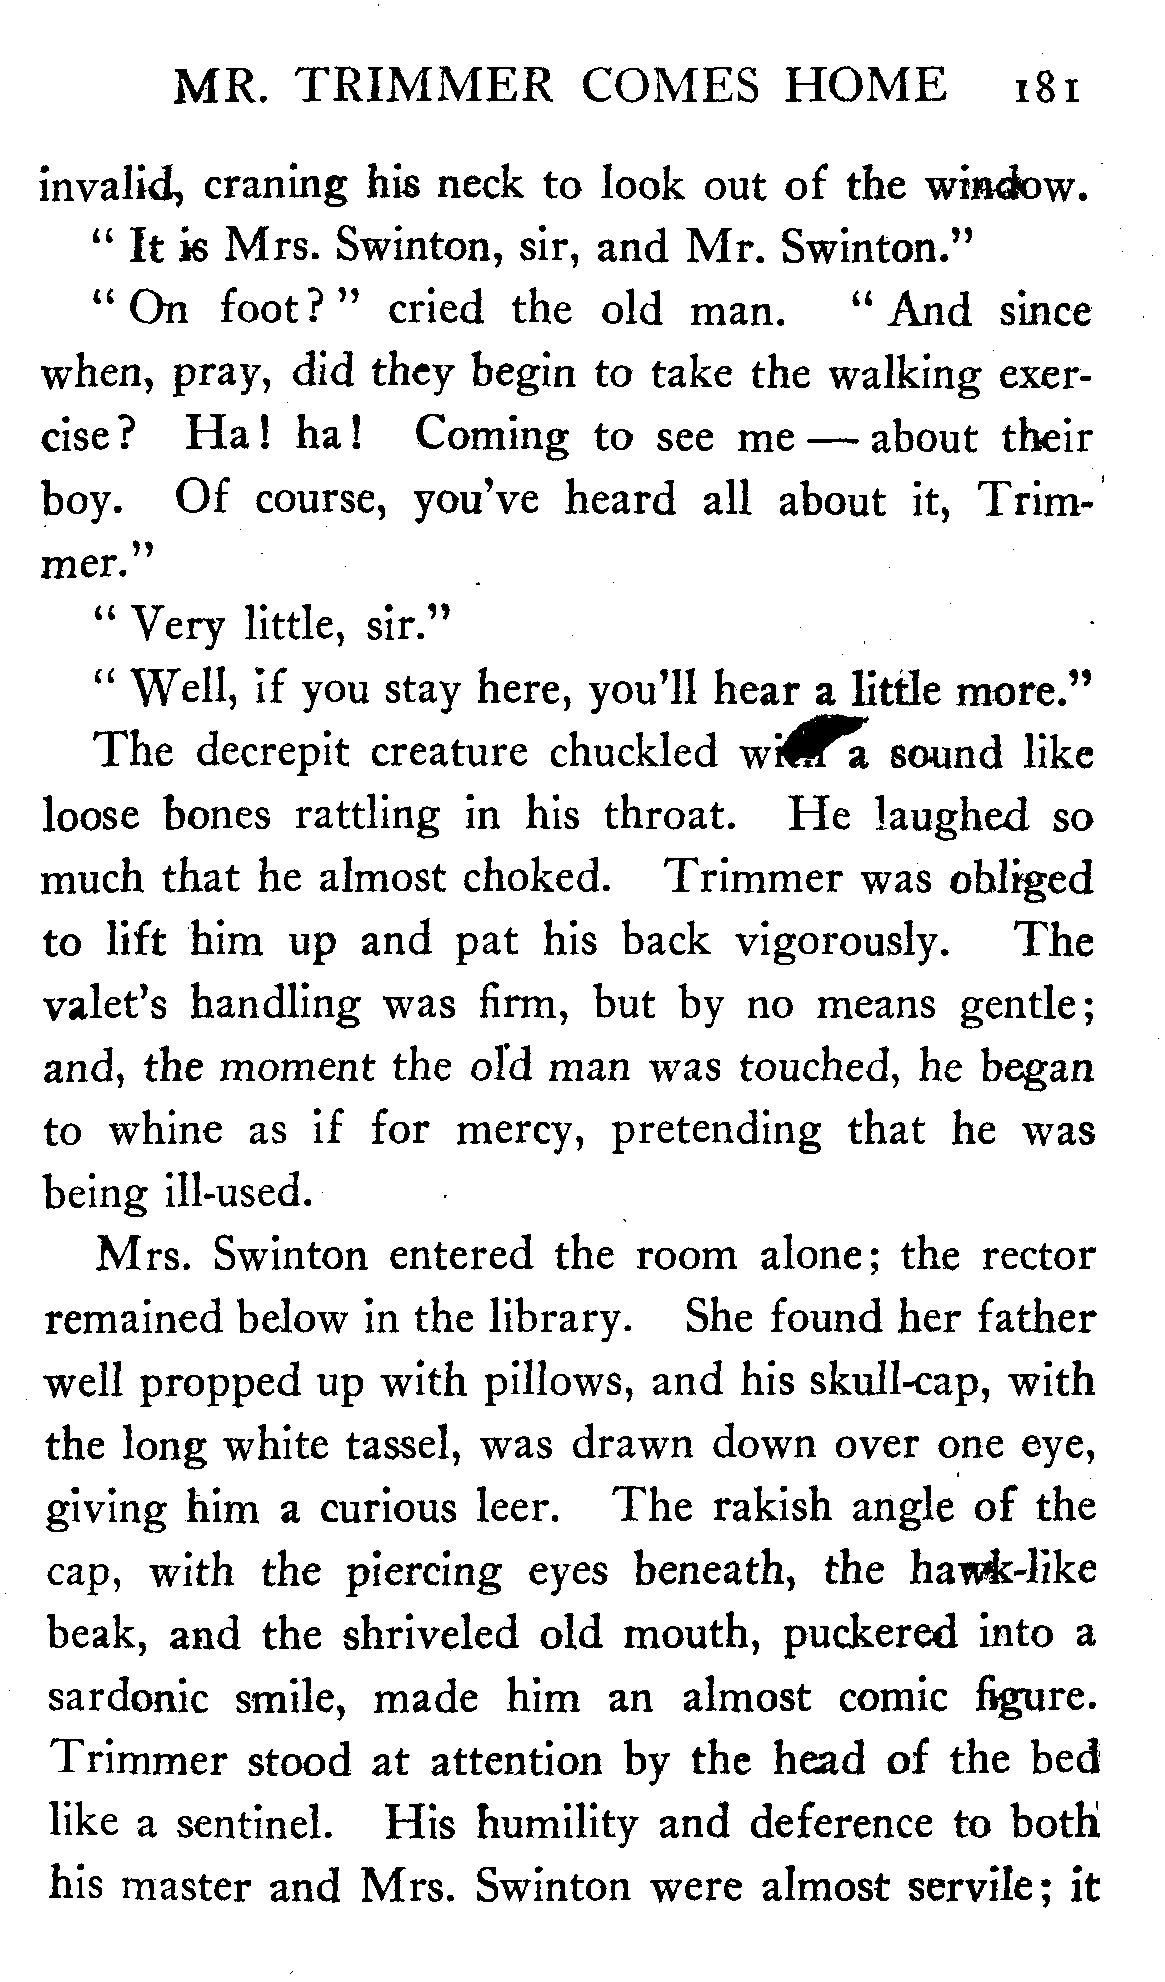 MR. TRIMMER COMES HOME 181
invalid, craning his neck to look out of the window.
" It is Mrs. Swinton, sir, and Mr. Swinton."
" On foot? " cried the old man. " And since
when, pray, did they begin to take the walking exer-
cise? Ha! ha! Coming to see me — about their
boy. Of course, you've heard all about it, Trim-
mer."
" Very little, sir."
" Well, if you stay here, you'll hear a little more."
The decrepit creature chuckled a sound like
loose bones rattling in his throat. He laughed so
much that he almost choked. Trimmer was obliged
to lift him up and pat his back vigorously. The
valet's handling was firm, but by no means gentle;
and, the moment the old man was touched, he began
to whine as if for mercy, pretending that he was
being ill-used.
Mrs. Swinton entered the room alone; the rector
remained below in the library. She found her father
well propped up with pillows, and his skull-cap, with
the long white tassel, was drawn down over one eye,
giving him a curious leer. The rakish angle of the
cap, with the piercing eyes beneath, the hawk-like
beak, and the shriveled old mouth, puckered into a
sardonic smile, made him an almost comic figure.
Trimmer stood at attention by the head of the bed
like a sentinel. His humility and deference to both
his master and Mrs. Swinton were almost servile; it